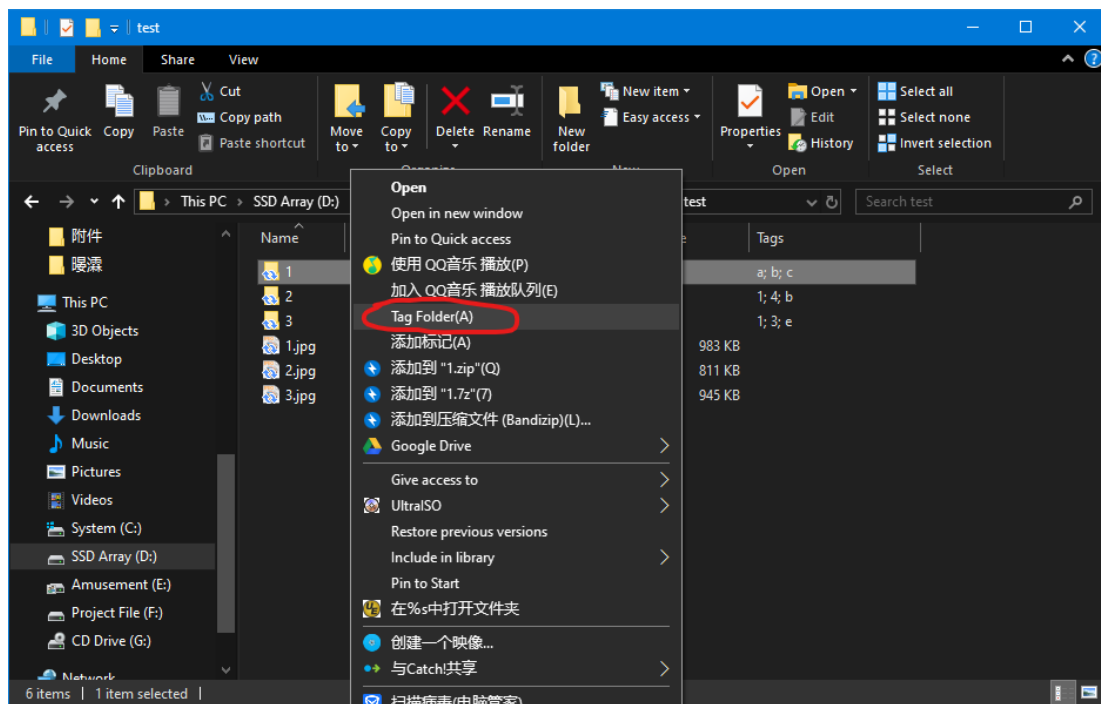 test
File Home Share View
Pin to Quick access
Copy
Paste
Cut
Copy path
Paste shortcut
Clipboard
Move to
Copy to
Delete
Rename
New folder
New item
Easy access
Properties
Open
Edit
History
Open
Select all
Select none
Invert selection
Select
This PC SSD Array (D:)
test
Search test
附件
This PC
3D Objects
Desktop
Documents
Downloads
Music
Pictures
Videos
System (C:)
SSD Array (D:)
Amusement (E:)
Project File (F:)
CD Drive (G:)
Network
Name Tags
1 a; b; c
2 1; 4; b
3 1; 3; e
1.jpg 983 KB
2.jpg 811 KB
3.jpg 945 KB
Open
Open in new window
Pin to Quick access
使用 QQ音乐 播放(P)
加入 QQ音乐 播放队列(E)
Tag Folder(A)
添加标记(A)
添加到 "1.zip"(Q)
添加到 "1.7z"(7)
添加到压缩文件 (Bandizip)(L)...
Google Drive
Give access to
UltraISO
Restore previous versions
Include in library
Pin to Start
在%s中打开文件夹
创建一个映像...
与Catch!共享
扫描病毒(电脑管家)
6 items 1 item selected